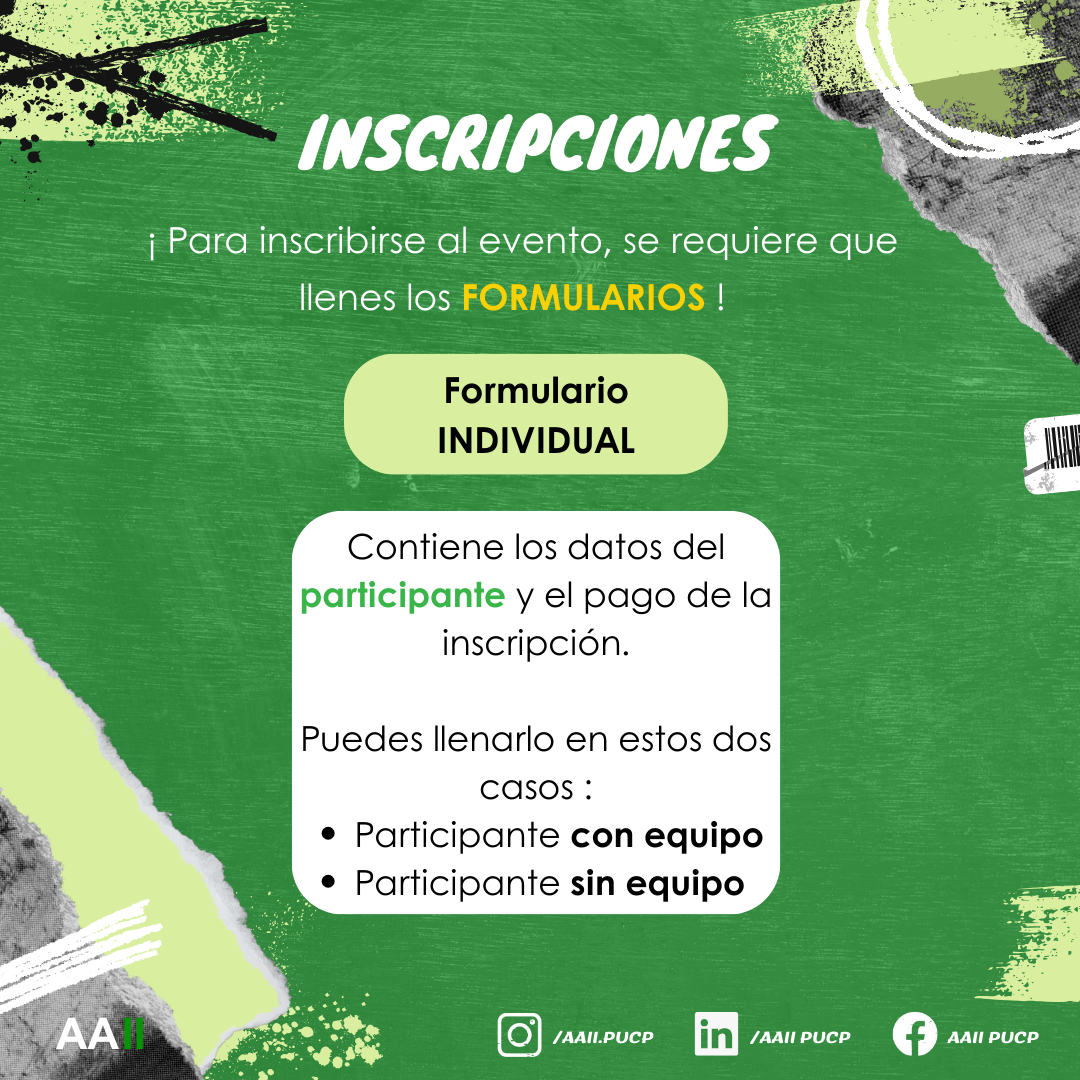 INSCRIPCIONES
¡ Para inscribirse al evento, se requiere que
llenes los FORMULARIOS !
Formulario
INDIVIDUAL
Contiene los datos del
participante y el pago de la
inscripción.
Puedes llenarlo en estos dos
casos :
• Participante con equipo
• Participante sin equipo
AAII
/AAII.PUCP
in /AAII PUCP
AAII PUCP